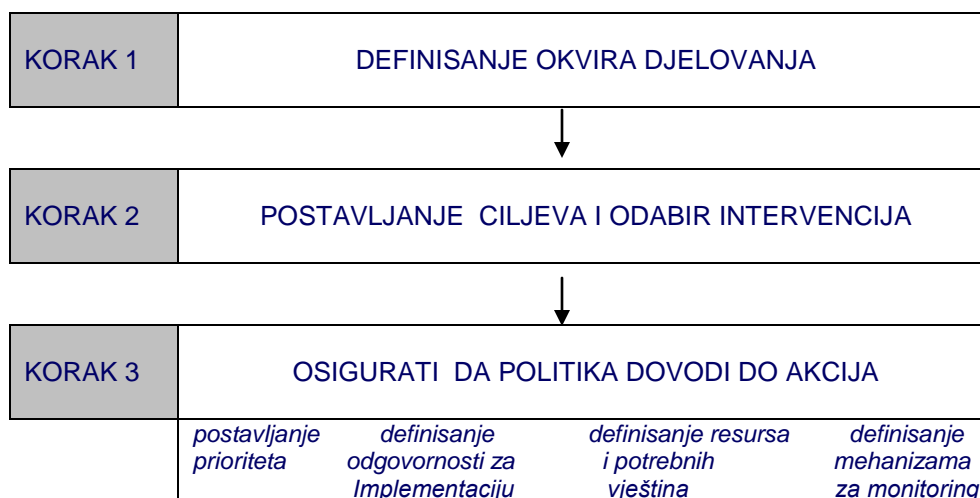 KORAK 1 DEFINISANJE OKVIRA DJELOVANJA
KORAK 2 POSTAVLJANJE CILJEVA I ODABIR INTERVENCIJA
KORAK 3 OSIGURATI DA POLITIKA DOVODI DO AKCIJA
postavljanje definisanje definisanje resursa definisanje
prioriteta odgovornosti za i potrebnih mehanizama
Implementaciju vještina za monitoring